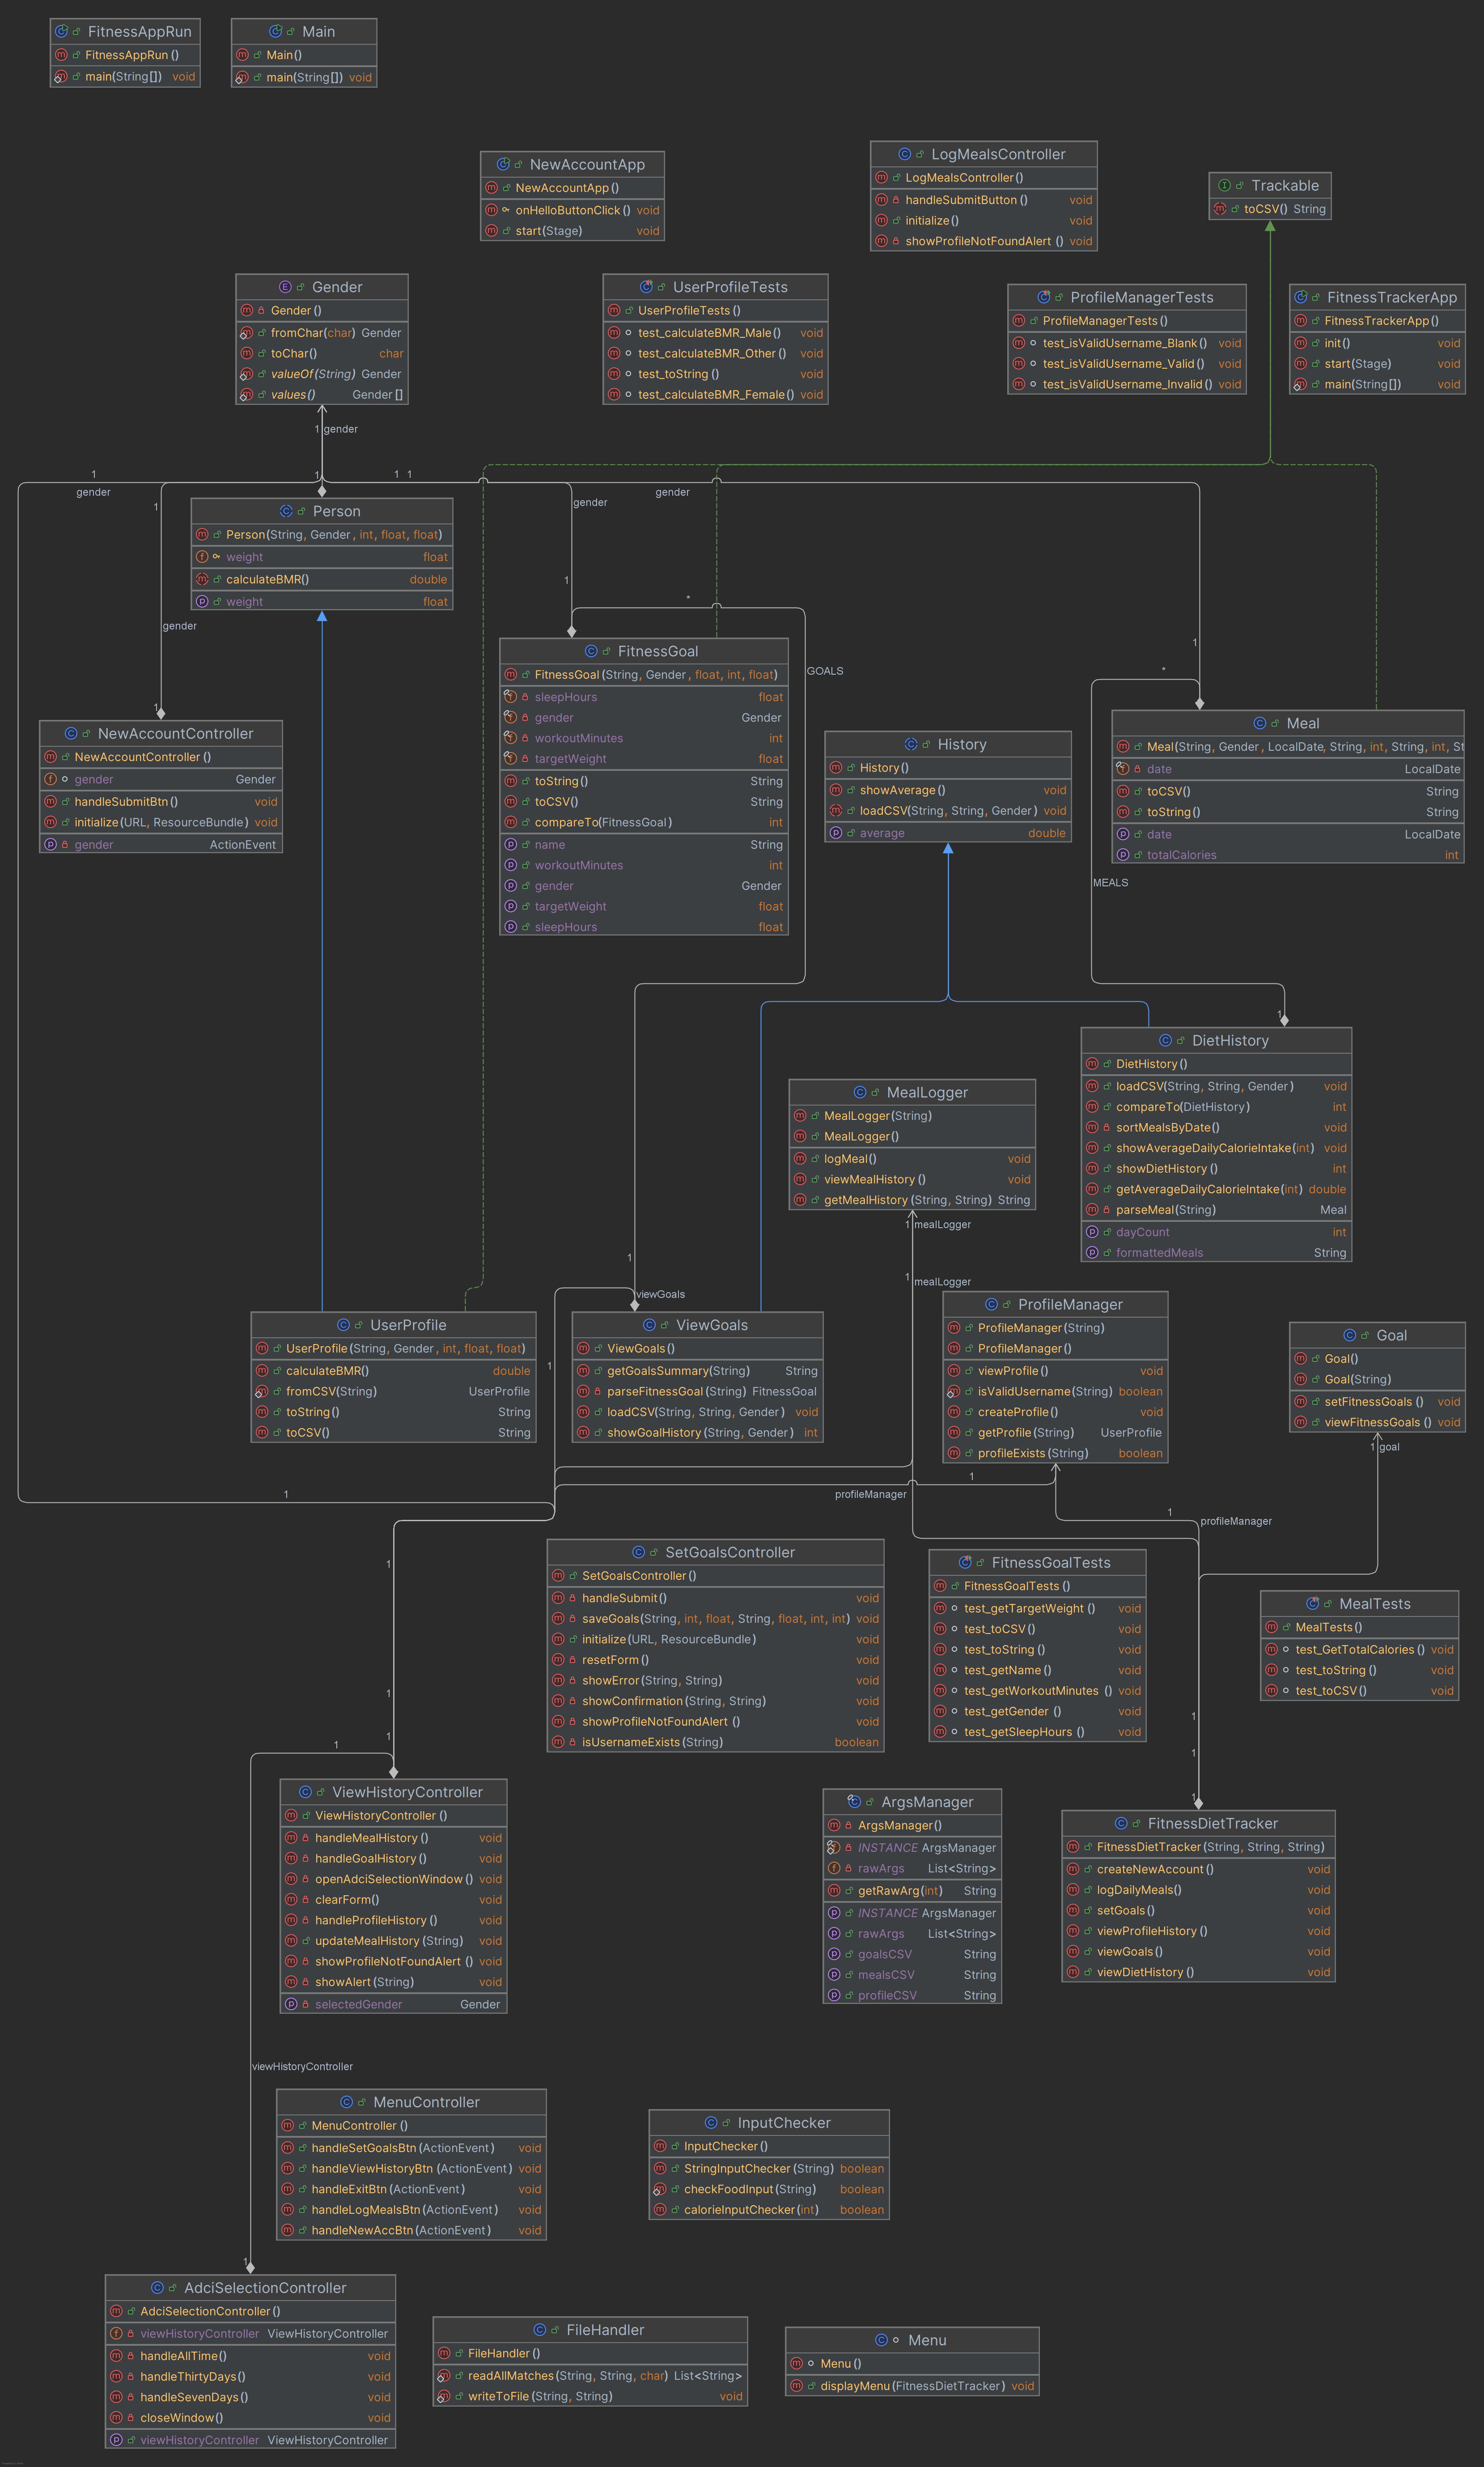 FitnessAppRun
FitnessAppRun()
main(String[]) void
Main
Main()
main(String[]) void
NewAccountApp
NewAccountApp()
onHelloButtonClick() void
start(Stage) void
LogMealsController
LogMealsController()
handleSubmitButton() void
initialize() void
showProfileNotFoundAlert() void
Trackable
toCSV() String
Gender
Gender()
fromChar(char) Gender
toChar() char
valueOf(String) Gender
values() Gender[]
UserProfileTests
UserProfileTests()
test_calculateBMR_Male() void
test_calculateBMR_Other() void
test_toString() void
test_calculateBMR_Female() void
ProfileManagerTests
ProfileManagerTests()
test_isValidUsername_Blank() void
test_isValidUsername_Valid() void
test_isValidUsername_Invalid() void
FitnessTrackerApp
FitnessTrackerApp()
init() void
start(Stage) void
main(String[]) void
1 gender
1
1
1 1
gender
gender
1
gender
Person
Person(String, Gender, int, float, float)
weight float
calculateBMR() double
weight float
1
gender
1
*
GOALS
1
*
MEALS
FitnessGoal
FitnessGoal(String, Gender, float, int, float)
sleepHours float
gender Gender
workoutMinutes int
targetWeight float
toString() String
toCSV() String
compareTo(FitnessGoal) int
name String
workoutMinutes int
gender Gender
targetWeight float
sleepHours float
NewAccountController
NewAccountController()
gender Gender
handleSubmitBtn() void
initialize(URL, ResourceBundle) void
gender ActionEvent
History
History()
showAverage() void
loadCSV(String, String, Gender) void
average double
Meal
Meal(String, Gender, LocalDate, String, int, String, int, St
date LocalDate
toCSV() String
toString() String
date LocalDate
totalCalories int
1
DietHistory
DietHistory()
loadCSV(String, String, Gender) void
compareTo(DietHistory) int
sortMealsByDate() void
showAverageDailyCalorieIntake(int) void
showDietHistory() int
getAverageDailyCalorieIntake(int) double
parseMeal(String) Meal
dayCount int
formattedMeals String
MealLogger
MealLogger(String)
MealLogger()
logMeal() void
viewMealHistory() void
getMealHistory(String, String) String
1 mealLogger
1
1 mealLogger
viewGoals
UserProfile
UserProfile(String, Gender, int, float, float)
calculateBMR() double
fromCSV(String) UserProfile
toString() String
toCSV() String
1
ViewGoals
ViewGoals()
getGoalsSummary(String) String
parseFitnessGoal(String) FitnessGoal
loadCSV(String, String, Gender) void
showGoalHistory(String, Gender) int
ProfileManager
ProfileManager(String)
ProfileManager()
viewProfile() void
isValidUsername(String) boolean
createProfile() void
getProfile(String) UserProfile
profileExists(String) boolean
Goal
Goal()
Goal(String)
setFitnessGoals() void
viewFitnessGoals() void
1 goal
1
1
profileManager
1
profileManager
1
SetGoalsController
SetGoalsController()
handleSubmit() void
saveGoals(String, int, float, String, float, int, int) void
initialize(URL, ResourceBundle) void
resetForm() void
showError(String, String) void
showConfirmation(String, String) void
showProfileNotFoundAlert() void
isUsernameExists(String) boolean
FitnessGoalTests
FitnessGoalTests()
test_getTargetWeight() void
test_toCSV() void
test_toString() void
test_getName() void
test_getWorkoutMinutes() void
test_getGender() void
test_getSleepHours() void
MealTests
MealTests()
test_GetTotalCalories() void
test_toString() void
test_toCSV() void
1
1
1
1
1
1
ViewHistoryController
ViewHistoryController()
handleMealHistory() void
handleGoalHistory() void
openAdciSelectionWindow() void
clearForm() void
handleProfileHistory() void
updateMealHistory(String) void
showProfileNotFoundAlert() void
showAlert(String) void
selectedGender Gender
ArgsManager
ArgsManager()
INSTANCE ArgsManager
rawArgs List<String>
getRawArg(int) String
INSTANCE ArgsManager
rawArgs List<String>
goalsCSV String
mealsCSV String
profileCSV String
FitnessDietTracker
FitnessDietTracker(String, String, String)
createNewAccount() void
logDailyMeals() void
setGoals() void
viewProfileHistory() void
viewGoals() void
viewDietHistory() void
viewHistoryController
MenuController
MenuController()
handleSetGoalsBtn(ActionEvent) void
handleViewHistoryBtn(ActionEvent) void
handleExitBtn(ActionEvent) void
handleLogMealsBtn(ActionEvent) void
handleNewAccBtn(ActionEvent) void
InputChecker
InputChecker()
StringInputChecker(String) boolean
checkFoodInput(String) boolean
calorieInputChecker(int) boolean
1
AdciSelectionController
AdciSelectionController()
viewHistoryController ViewHistoryController
handleAllTime() void
handleThirtyDays() void
handleSevenDays() void
closeWindow() void
viewHistoryController ViewHistoryController
FileHandler
FileHandler()
readAllMatches(String, String, char) List<String>
writeToFile(String, String) void
Menu
Menu()
displayMenu(FitnessDietTracker) void